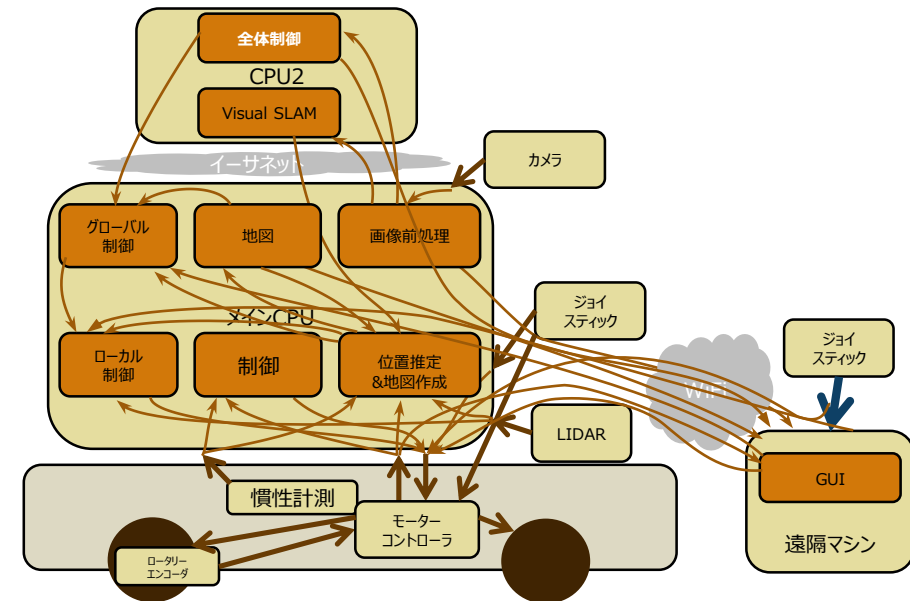 全体制御
CPU2
Visual SLAM
イーサネット
カメラ
グローバル
制御
地図
画像前処理
メインCPU
ジョイ
スティック
ローカル
制御
制御
位置推定
&地図作成
WiFi
ジョイ
スティック
LIDAR
GUI
慣性計測
モーター
コントローラ
遠隔マシン
ロータリー
エンコーダ